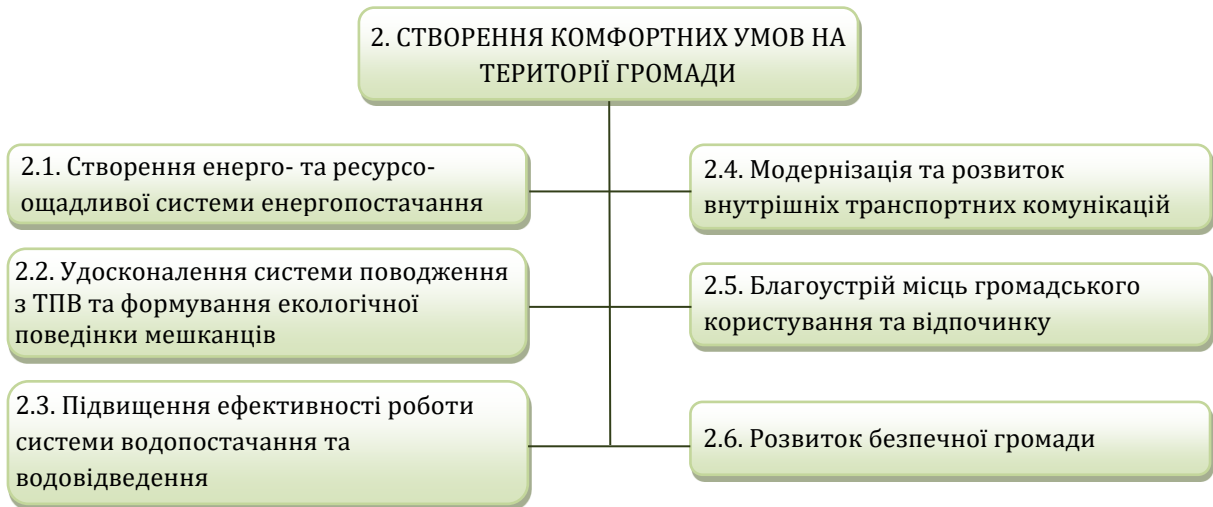 2. СТВОРЕННЯ КОМФОРТНИХ УМОВ НА
ТЕРИТОРІЇ ГРОМАДИ
2.1. Створення енерго- та ресурсо-
ощадливої системи енергопостачання
2.2. Удосконалення системи поводження
з ТПВ та формування екологічної
поведінки мешканців
2.3. Підвищення ефективності роботи
системи водопостачання та
водовідведення
2.4. Модернізація та розвиток
внутрішніх транспортних комунікацій
2.5. Благоустрій місць громадського
користування та відпочинку
2.6. Розвиток безпечної громади